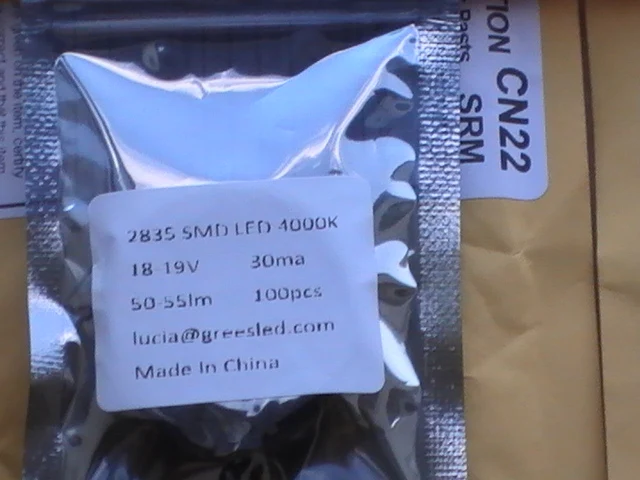 2835 SMD LED 4000K
18-19V 30ma
50-55lm 100pcs
lucia@greesled.com
Made In China
TION CN22
Pasts SRM